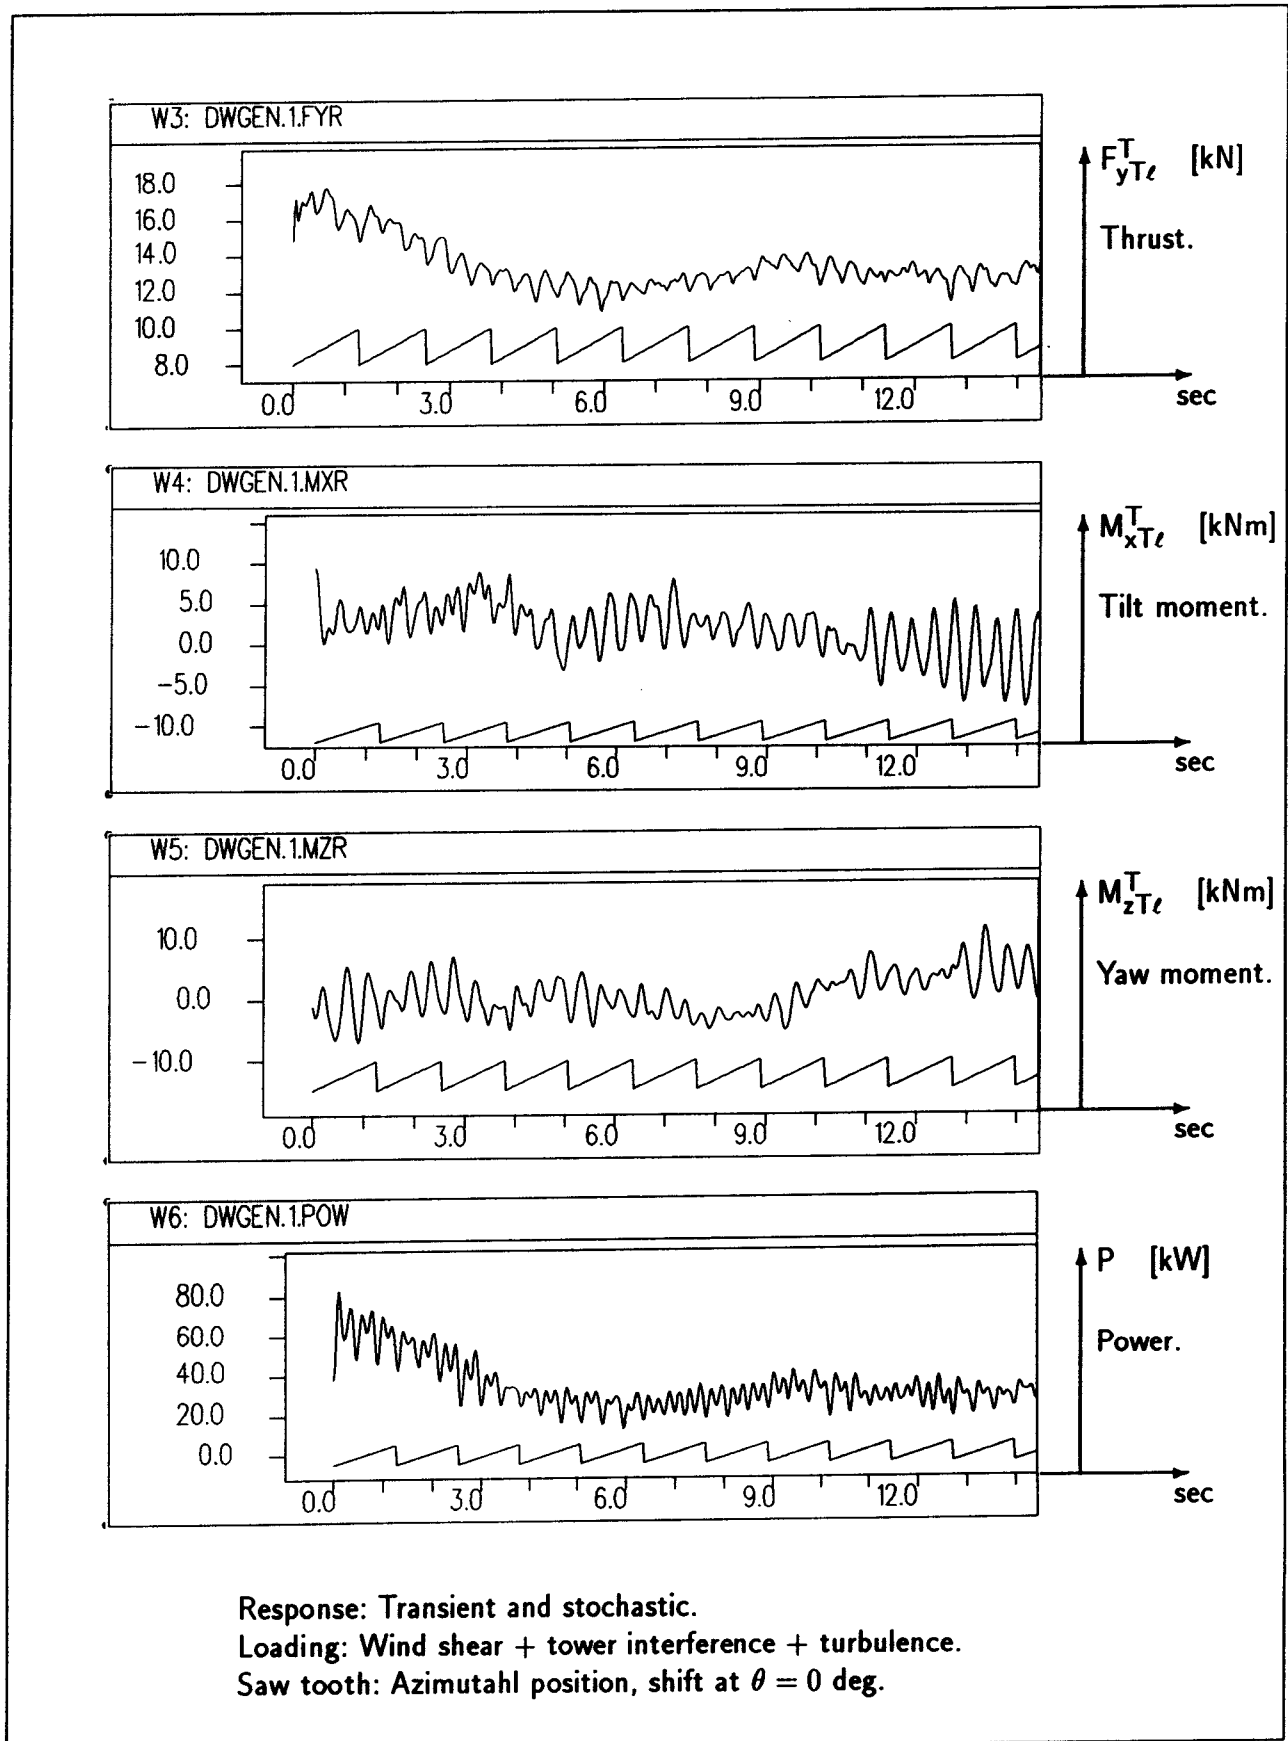 W3: DWGEN.1.FYR
18.0
16.0
14.0
12.0
10.0
8.0
0.0 3.0 6.0 9.0 12.0
F^T_yTℓ [kN]
Thrust.
sec
W4: DWGEN.1.MXR
10.0
5.0
0.0
-5.0
-10.0
0.0 3.0 6.0 9.0 12.0
M^T_xTℓ [kNm]
Tilt moment.
sec
W5: DWGEN.1.MZR
10.0
0.0
-10.0
0.0 3.0 6.0 9.0 12.0
M^T_zTℓ [kNm]
Yaw moment.
sec
W6: DWGEN.1.POW
80.0
60.0
40.0
20.0
0.0
0.0 3.0 6.0 9.0 12.0
P [kW]
Power.
sec
Response: Transient and stochastic.
Loading: Wind shear + tower interference + turbulence.
Saw tooth: Azimutahl position, shift at θ = 0 deg.